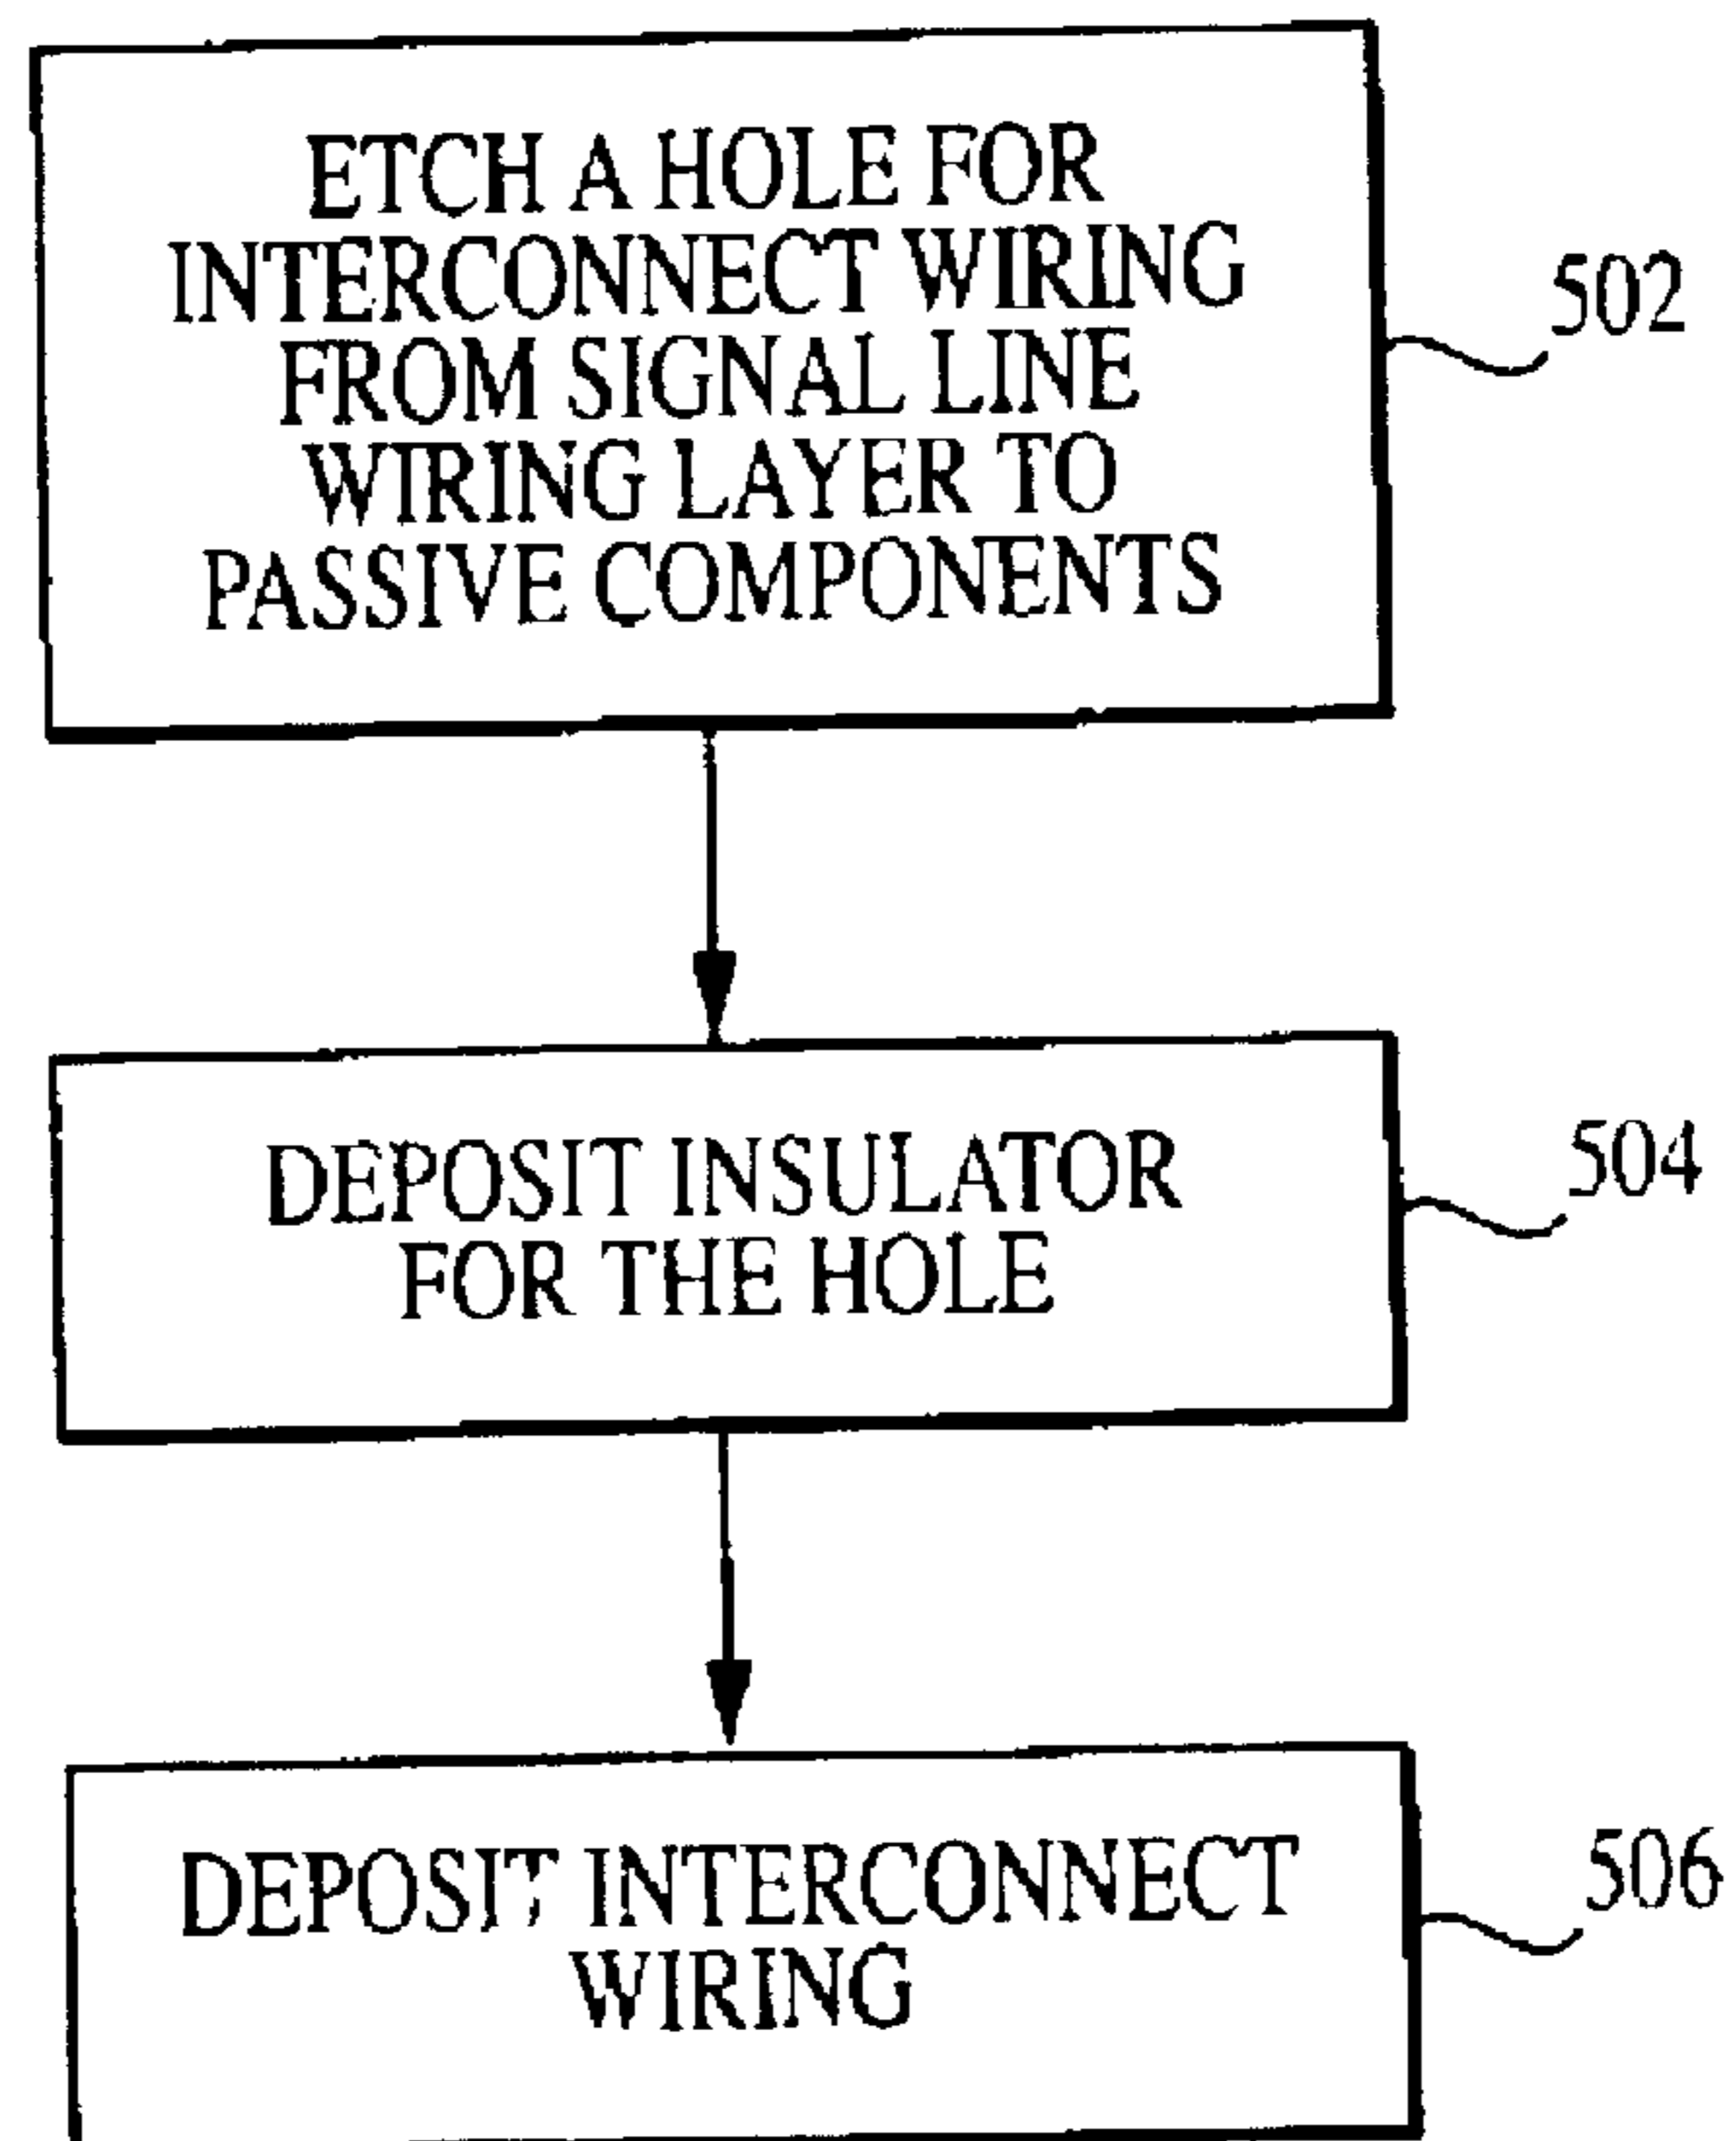 ETCH A HOLE FOR
INTERCONNECT WIRING
FROM SIGNAL LINE
WIRING LAYER TO
PASSIVE COMPONENTS
502
DEPOSIT INSULATOR
FOR THE HOLE
504
DEPOSIT INTERCONNECT
WIRING
506